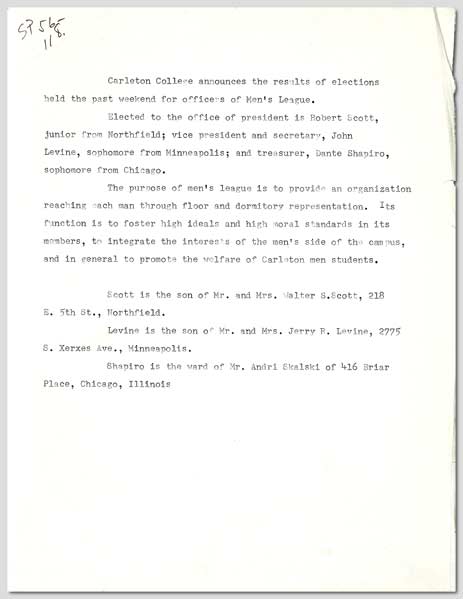 SP 565
118.
Carleton College announces the results of elections
held the past weekend for officers of Men's League.
Elected to the office of president is Robert Scott,
junior from Northfield; vice president and secretary, John
Levine, sophomore from Minneapolis; and treasurer, Dante Shapiro,
sophomore from Chicago.
The purpose of men's league is to provide an organization
reaching each man through floor and dormitory representation. Its
function is to foster high ideals and high moral standards in its
members, to integrate the interests of the men's side of the campus,
and in general to promote the welfare of Carleton men students.
Scott is the son of Mr. and Mrs. Walter S.Scott, 218
E. 5th St., Northfield.
Levine is the son of Mr. and Mrs. Jerry R. Levine, 2775
S. Xerxes Ave., Minneapolis.
Shapiro is the ward of Mr. Andri Skalski of 416 Briar
Place, Chicago, Illinois